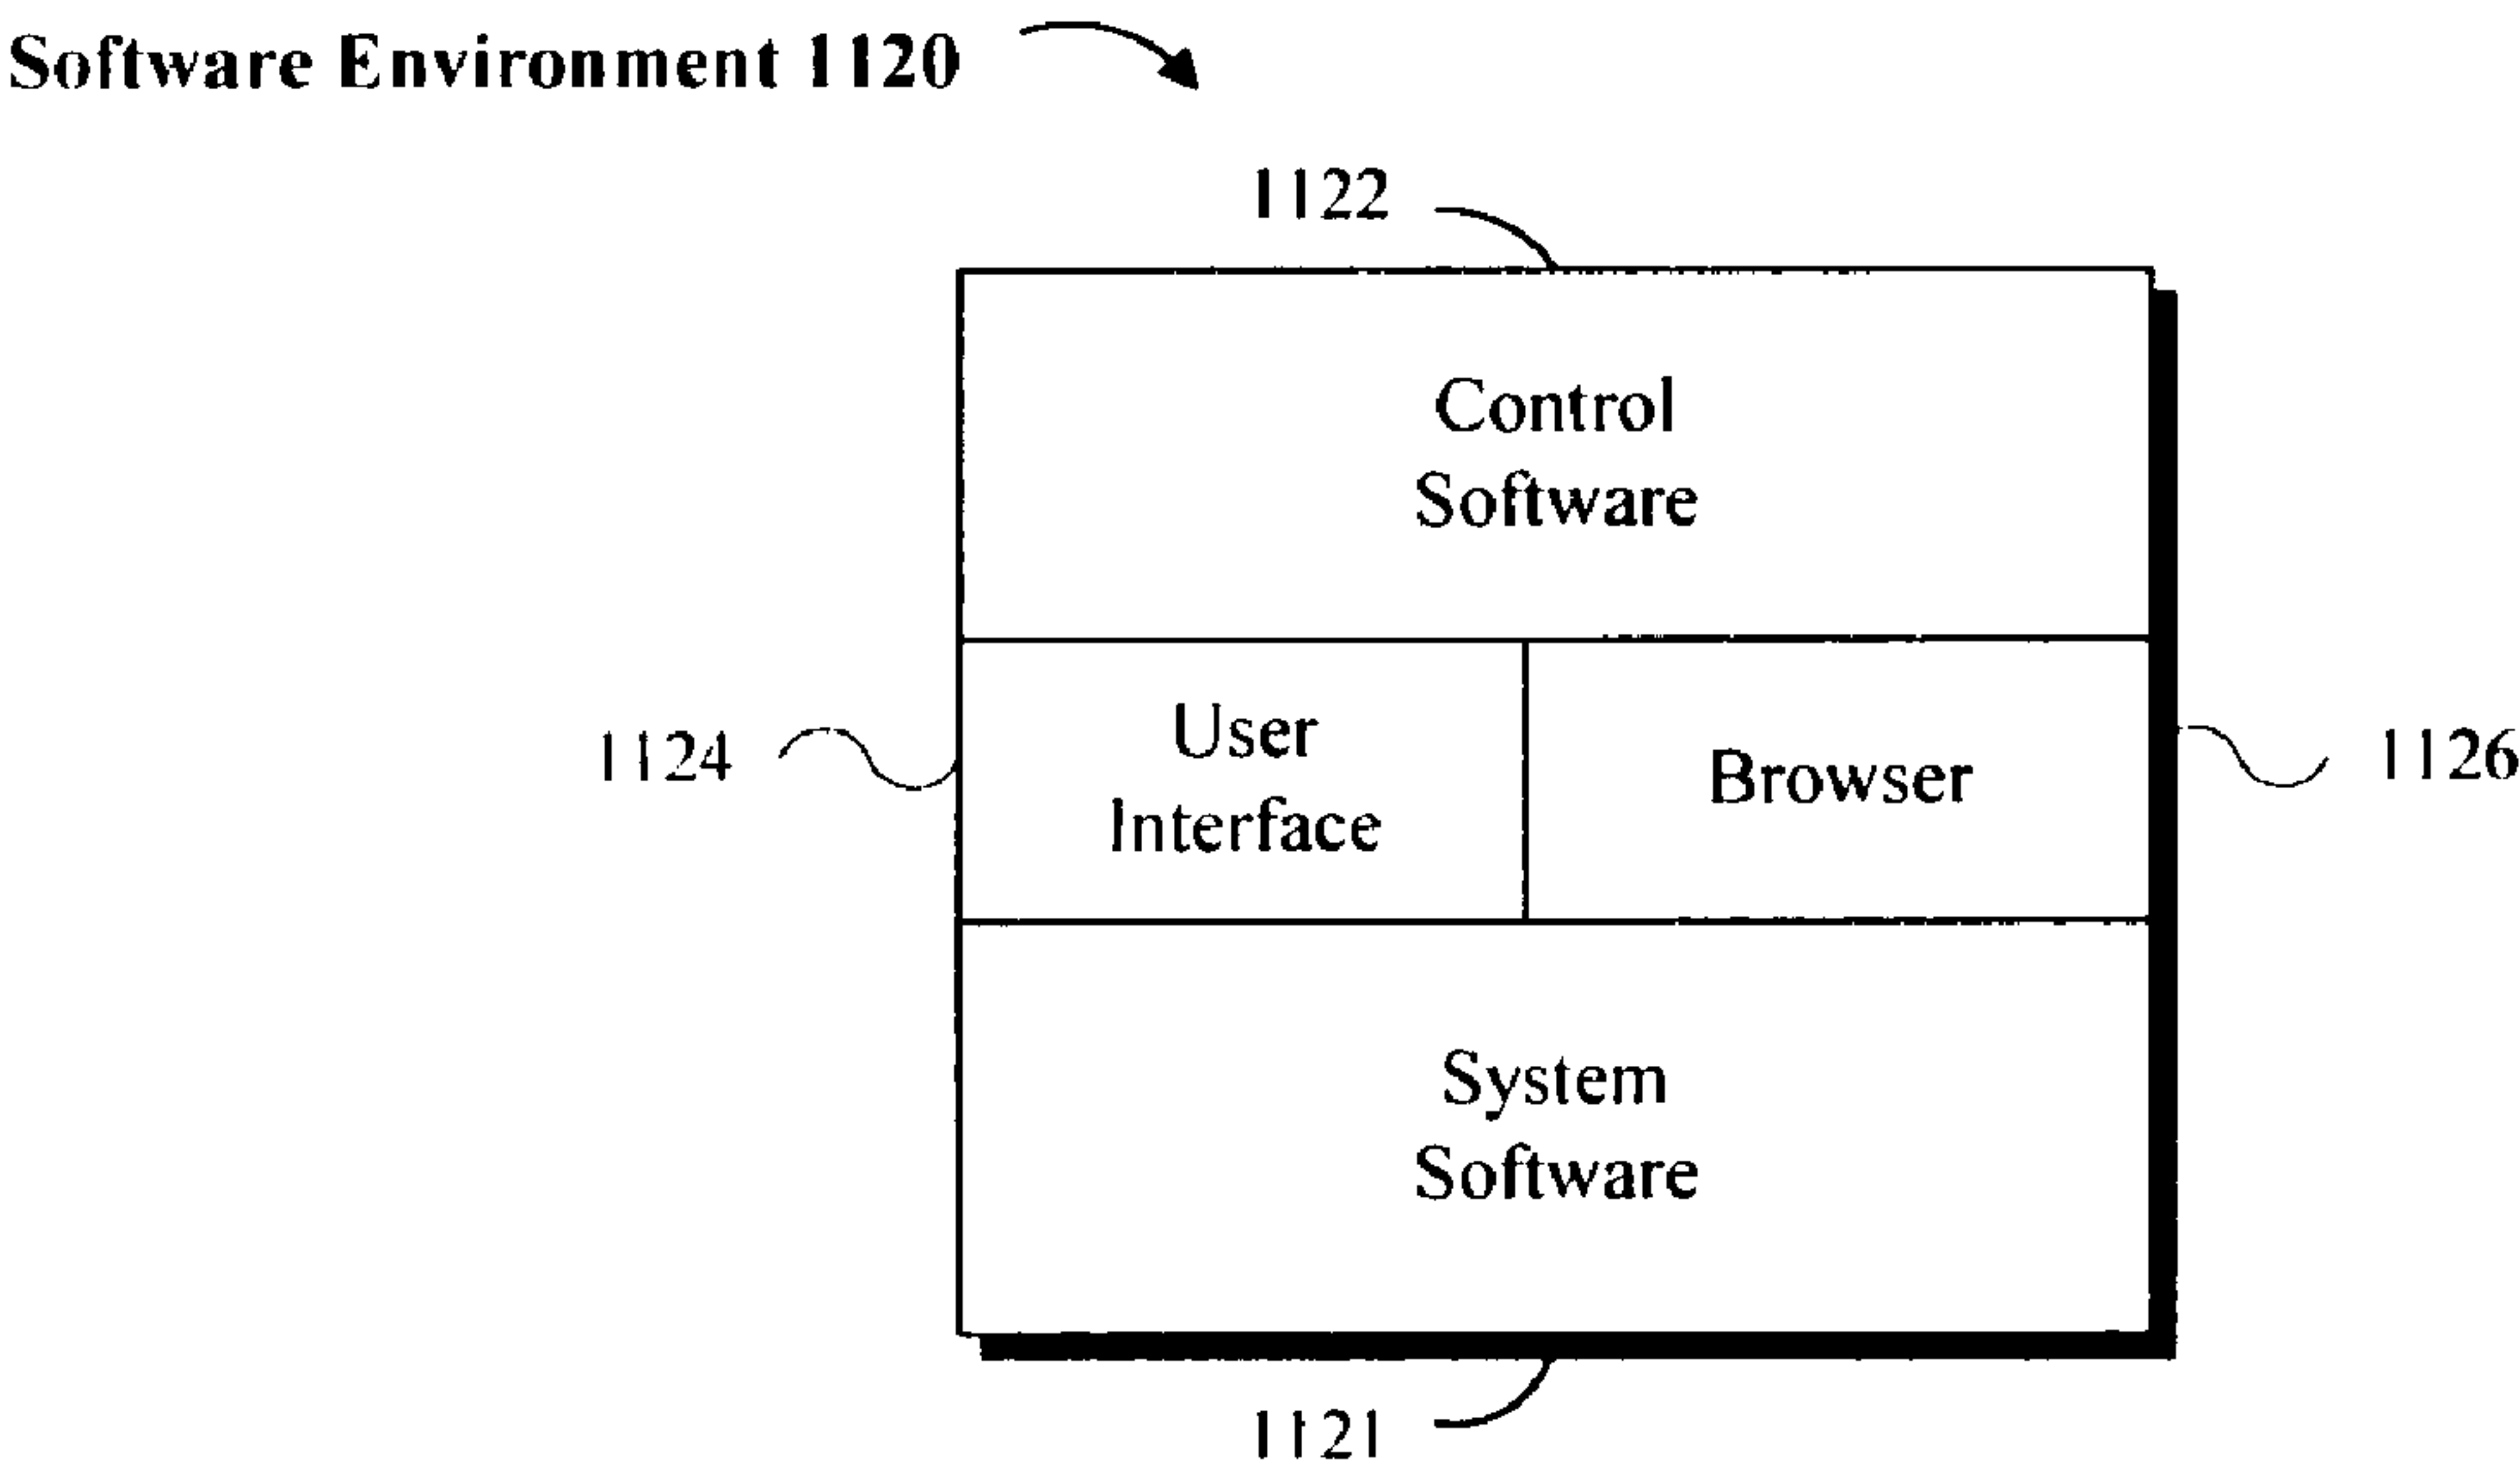 Software Environment 1120
1122
Control
Software
1124
User
Interface
Browser
1126
System
Software
1121